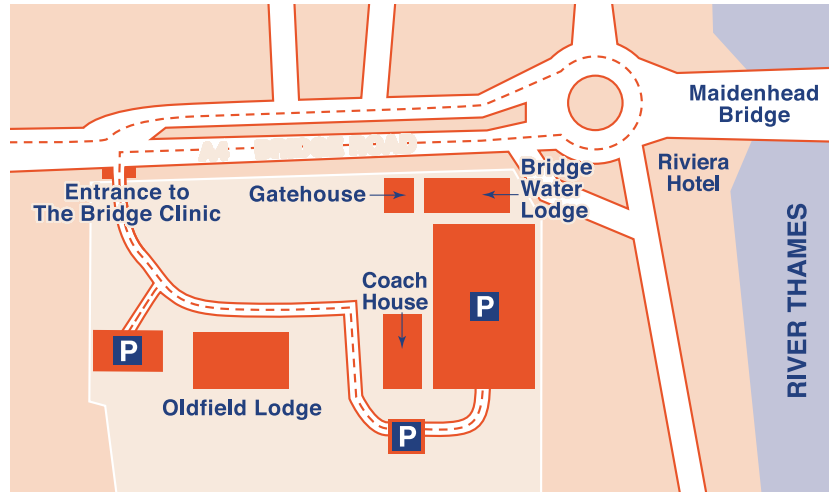 Maidenhead
Bridge
Riviera
Hotel
Bridge
Water
Lodge
Gatehouse
Entrance to
The Bridge Clinic
RIVER THAMES
Coach
House
P
P
Oldfield Lodge
P